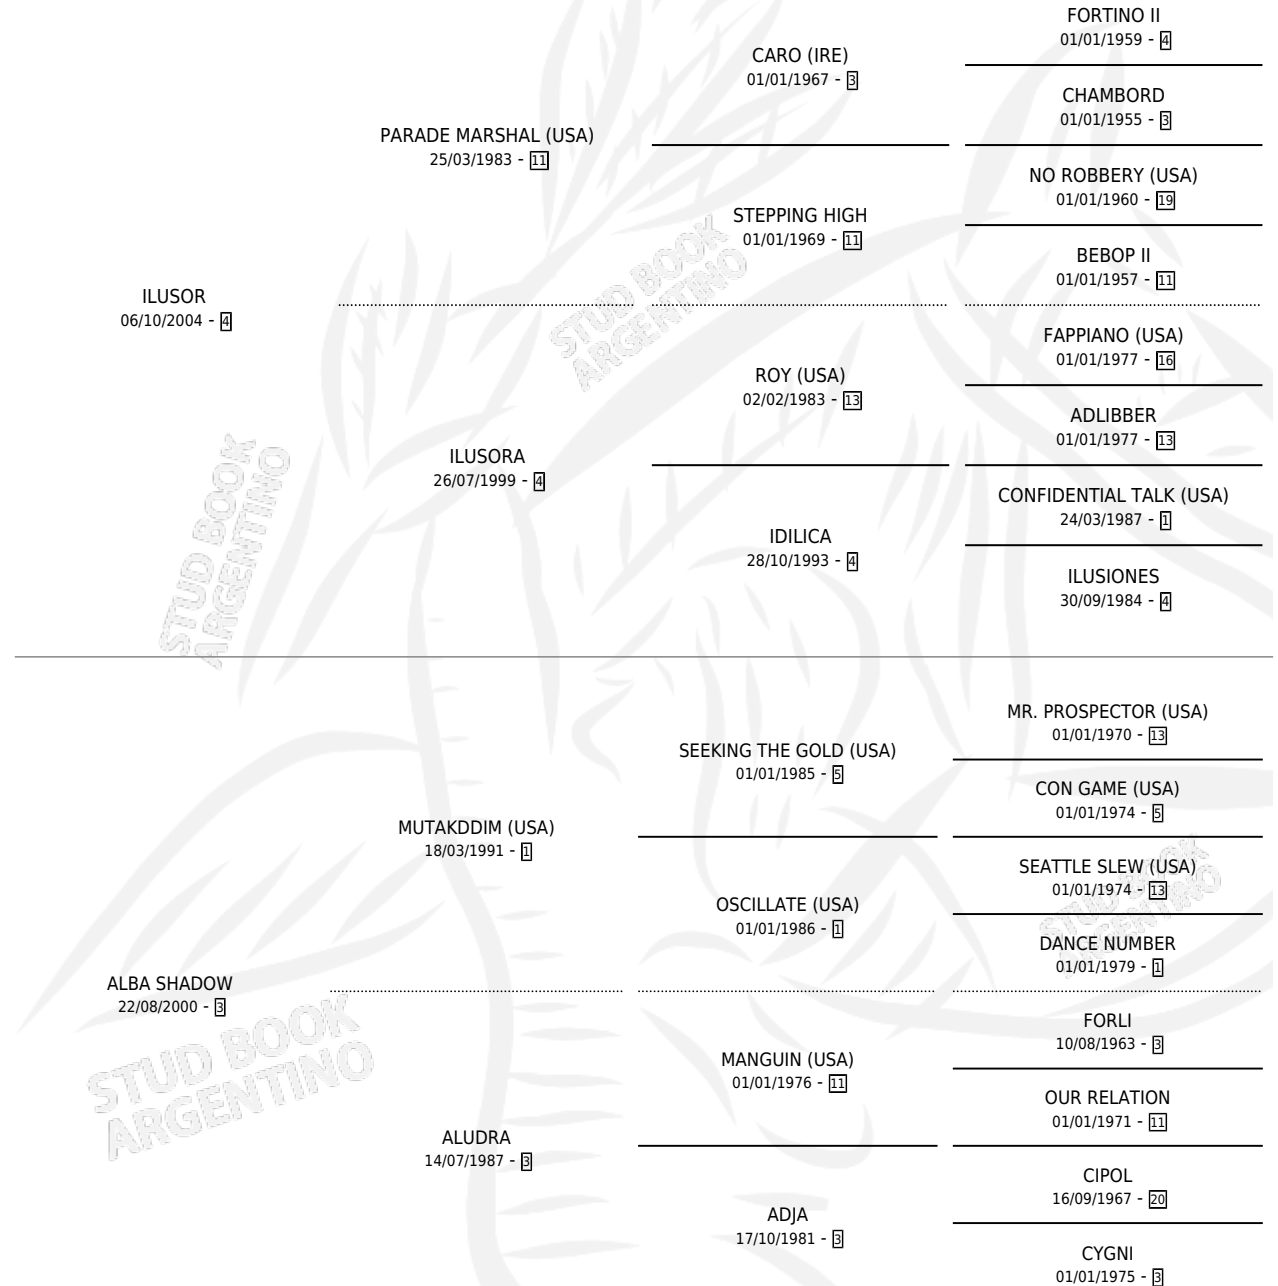 FORTINO II
01/01/1959 - 4
CARO (IRE)
01/01/1967 - 3
CHAMBORD
01/01/1955 - 3
PARADE MARSHAL (USA)
25/03/1983 - 11
NO ROBBERY (USA)
01/01/1960 - 19
STEPPING HIGH
01/01/1969 - 11
BEBOP II
01/01/1957 - 11
ILUSOR
06/10/2004 - 4
STUD BOOK
ARGENTINO
FAPPIANO (USA)
01/01/1977 - 16
ROY (USA)
02/02/1983 - 13
ADLIBBER
01/01/1977 - 13
ILUSORA
26/07/1999 - 4
CONFIDENTIAL TALK (USA)
24/03/1987 - 1
IDILICA
28/10/1993 - 4
ILUSIONES
30/09/1984 - 4
STUD BOOK
ARGENTINO
MR. PROSPECTOR (USA)
01/01/1970 - 13
SEEKING THE GOLD (USA)
01/01/1985 - 5
CON GAME (USA)
01/01/1974 - 5
MUTAKDDIM (USA)
18/03/1991 - 1
SEATTLE SLEW (USA)
01/01/1974 - 13
OSCILLATE (USA)
01/01/1986 - 1
STUD BOOK
ARGENTINO
DANCE NUMBER
01/01/1979 - 1
ALBA SHADOW
22/08/2000 - 3
STUD BOOK
ARGENTINO
FORLI
10/08/1963 - 3
MANGUIN (USA)
01/01/1976 - 11
OUR RELATION
01/01/1971 - 11
ALUDRA
14/07/1987 - 3
CIPOL
16/09/1967 - 20
ADJA
17/10/1981 - 3
CYGNI
01/01/1975 - 3